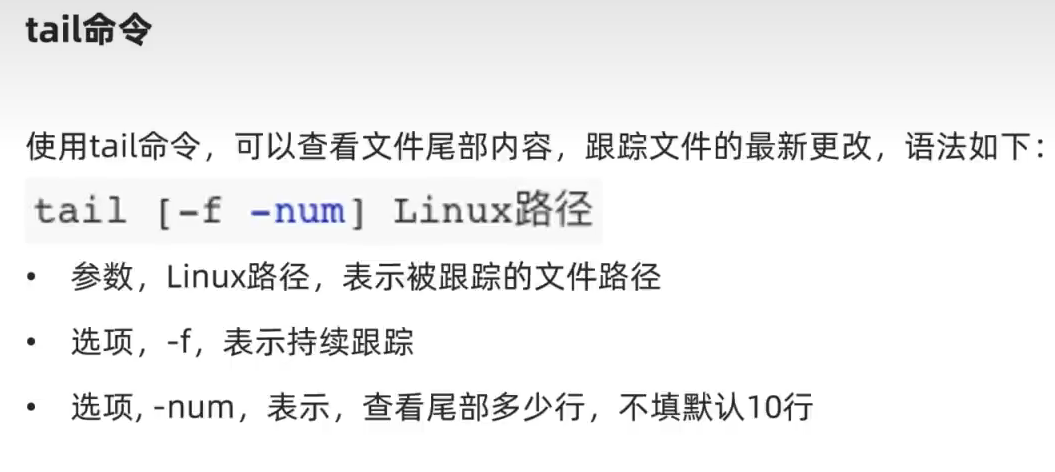 tail命令
使用tail命令，可以查看文件尾部内容，跟踪文件的最新更改，语法如下：
tail [-f -num] Linux路径
• 参数，Linux路径，表示被跟踪的文件路径
• 选项，-f，表示持续跟踪
• 选项, -num，表示，查看尾部多少行，不填默认10行